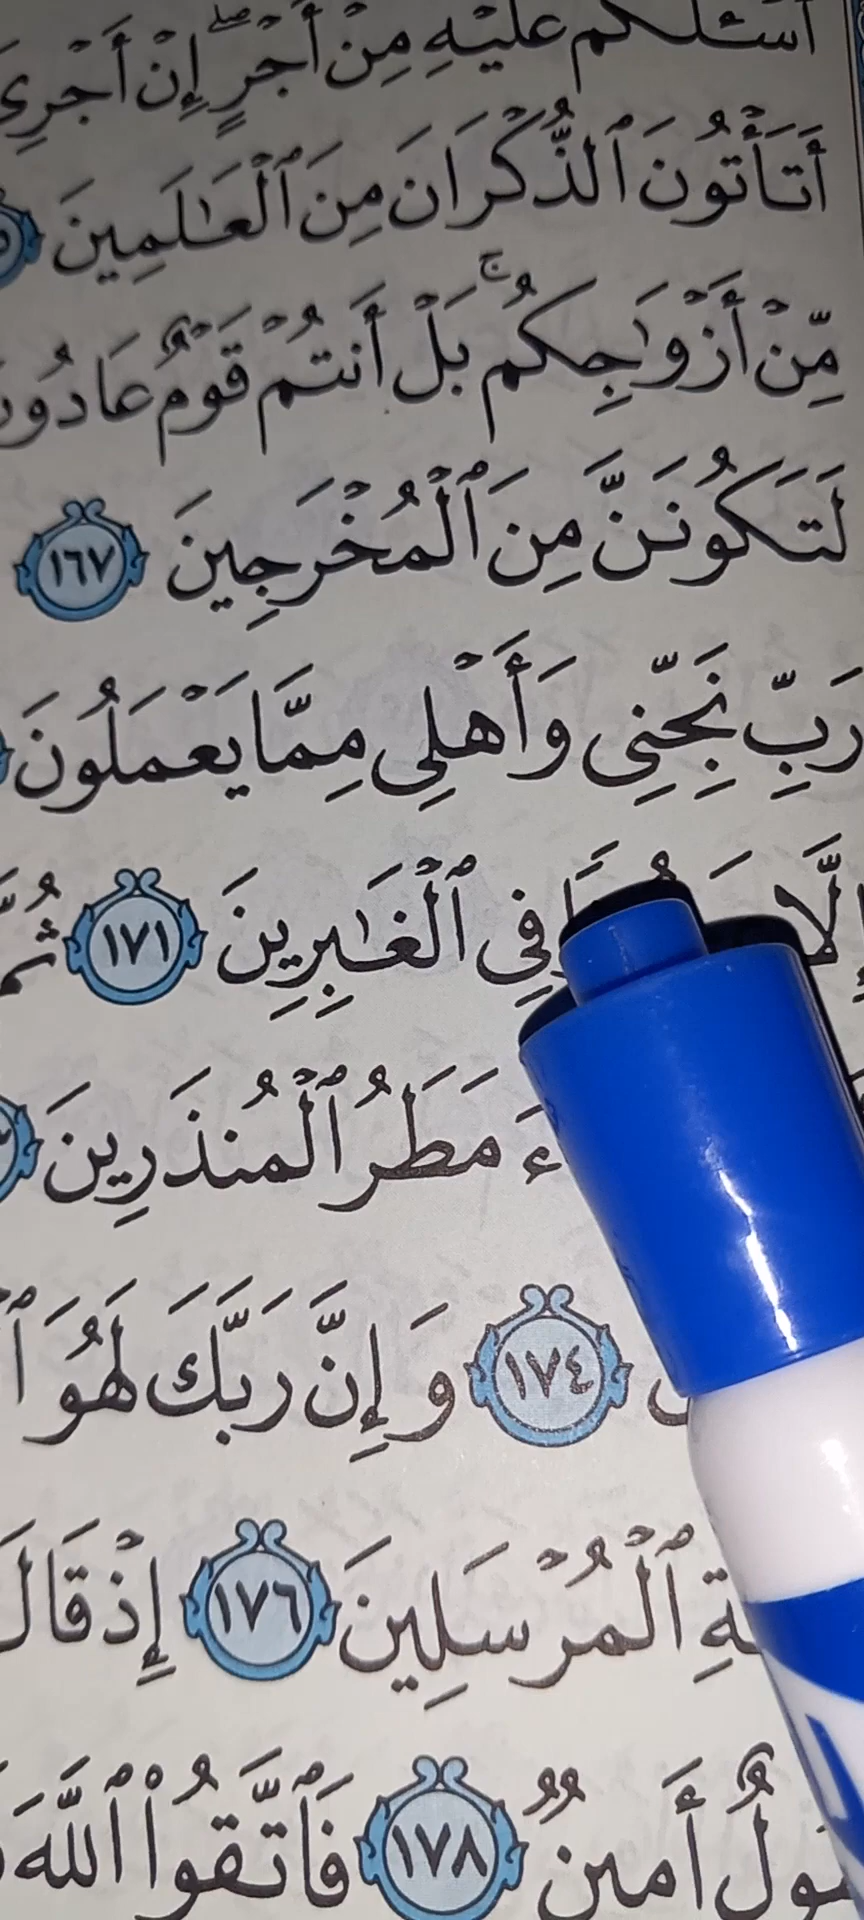 أَسْـَٔلُكُمْ عَلَيْهِ مِنْ أَجْرٍ ۖ إِنْ أَجْرِىَ
أَتَأْتُونَ ٱلذُّكْرَانَ مِنَ ٱلْعَـٰلَمِينَ
مِّنْ أَزْوَٰجِكُم ۚ بَلْ أَنتُمْ قَوْمٌ عَادُونَ
لَتَكُونَنَّ مِنَ ٱلْمُخْرَجِينَ ١٦٧
رَبِّ نَجِّنِى وَأَهْلِى مِمَّا يَعْمَلُونَ
إِلَّا فِى ٱلْغَـٰبِرِينَ ١٧١ ثُمَّ
مَطَرُ ٱلْمُنذَرِينَ
١٧٤ وَإِنَّ رَبَّكَ لَهُوَ
ٱلْمُرْسَلِينَ ١٧٦ إِذْ قَالَ
أَمِينٌ ١٧٨ فَٱتَّقُوا۟ ٱللَّهَ